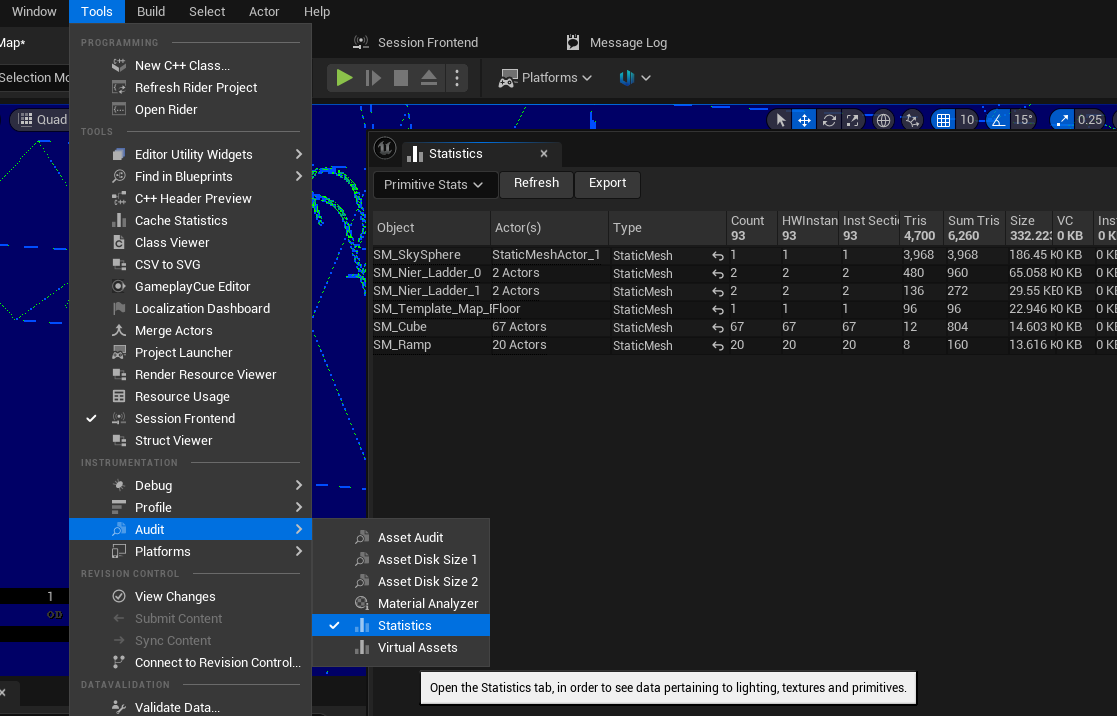 Window Tools Build Select Actor Help
Map*
Session Frontend
Message Log
Selection Mo
Platforms
Quad
10
15°
0.25
PROGRAMMING
New C++ Class...
Refresh Rider Project
Open Rider
TOOLS
Editor Utility Widgets
Find in Blueprints
C++ Header Preview
Cache Statistics
Class Viewer
CSV to SVG
GameplayCue Editor
Localization Dashboard
Merge Actors
Project Launcher
Render Resource Viewer
Resource Usage
Session Frontend
Struct Viewer
INSTRUMENTATION
Debug
Profile
Audit
Platforms
REVISION CONTROL
View Changes
Submit Content
Sync Content
Connect to Revision Control...
DATAVALIDATION
Validate Data...
1
Asset Audit
Asset Disk Size 1
Asset Disk Size 2
Material Analyzer
Statistics
Virtual Assets
Open the Statistics tab, in order to see data pertaining to lighting, textures and primitives.
Statistics
Primitive Stats Refresh Export
Object Actor(s) Type Count HWInstan Inst Secti Tris Sum Tris Size VC Inst
93 93 93 4,700 6,260 332.223 0 KB 0 K
SM_SkySphere StaticMeshActor_1 StaticMesh 1 1 1 3,968 3,968 186.45 K 0 KB 0 KE
SM_Nier_Ladder_0 2 Actors StaticMesh 2 2 2 480 960 65.058 K 0 KB 0 KE
SM_Nier_Ladder_1 2 Actors StaticMesh 2 2 2 136 272 29.55 KE 0 KB 0 KE
SM_Template_Map_F Floor StaticMesh 1 1 1 96 96 22.946 K 0 KB 0 KE
SM_Cube 67 Actors StaticMesh 67 67 67 12 804 14.603 K 0 KB 0 KE
SM_Ramp 20 Actors StaticMesh 20 20 20 8 160 13.616 K 0 KB 0 KE